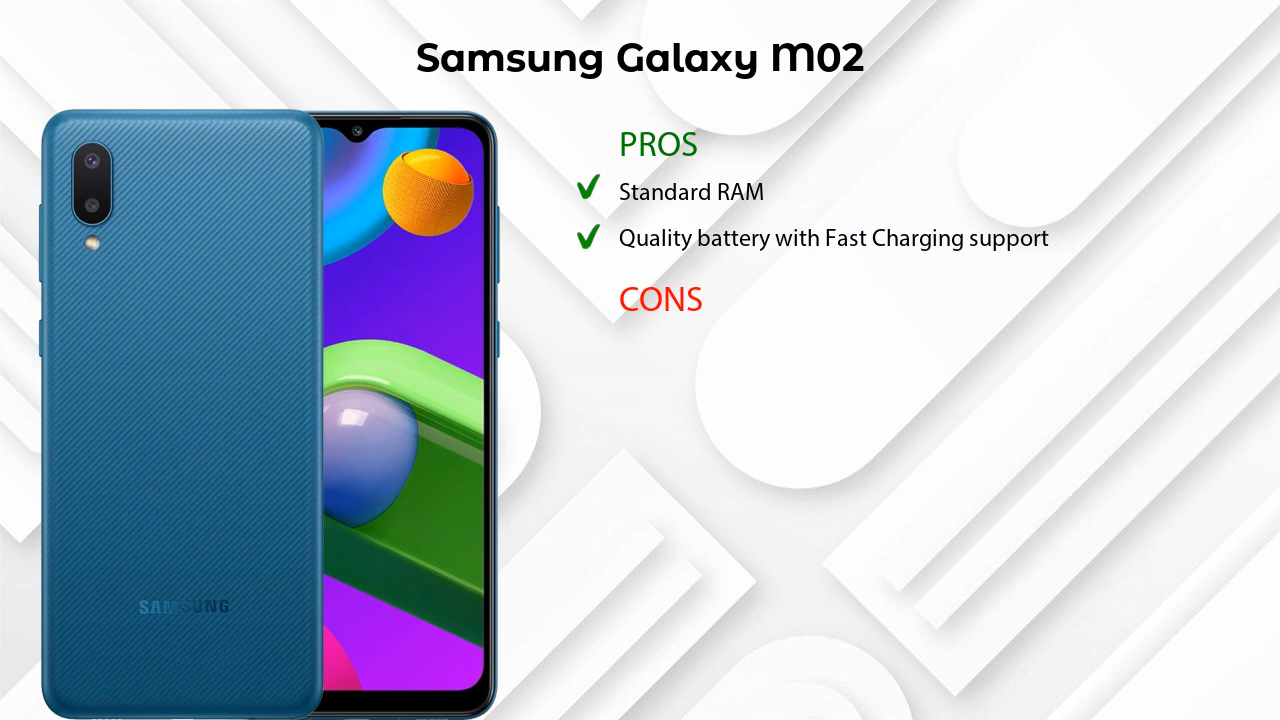 Samsung Galaxy M02
PROS
Standard RAM
Quality battery with Fast Charging support
CONS
SAMSUNG